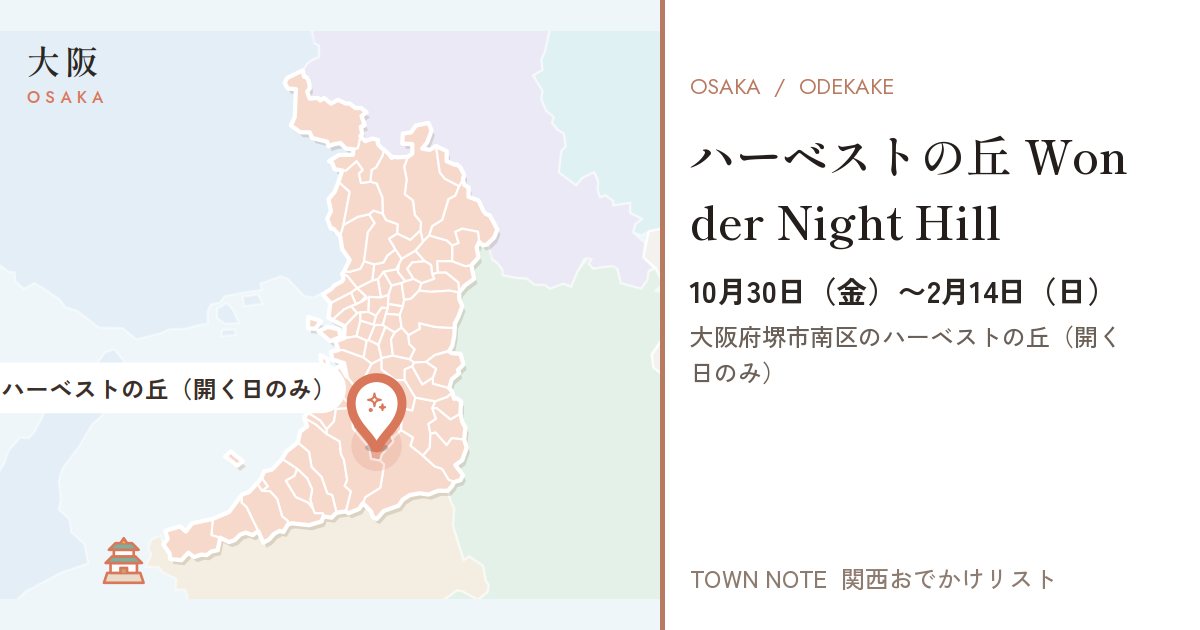 大阪
OSAKA
ハーベストの丘（開く日のみ）
OSAKA / ODEKAKE
ハーベストの丘 Won
der Night Hill
10月30日（金）〜2月14日（日）
大阪府堺市南区のハーベストの丘（開く
日のみ）
TOWN NOTE 関西おでかけリスト